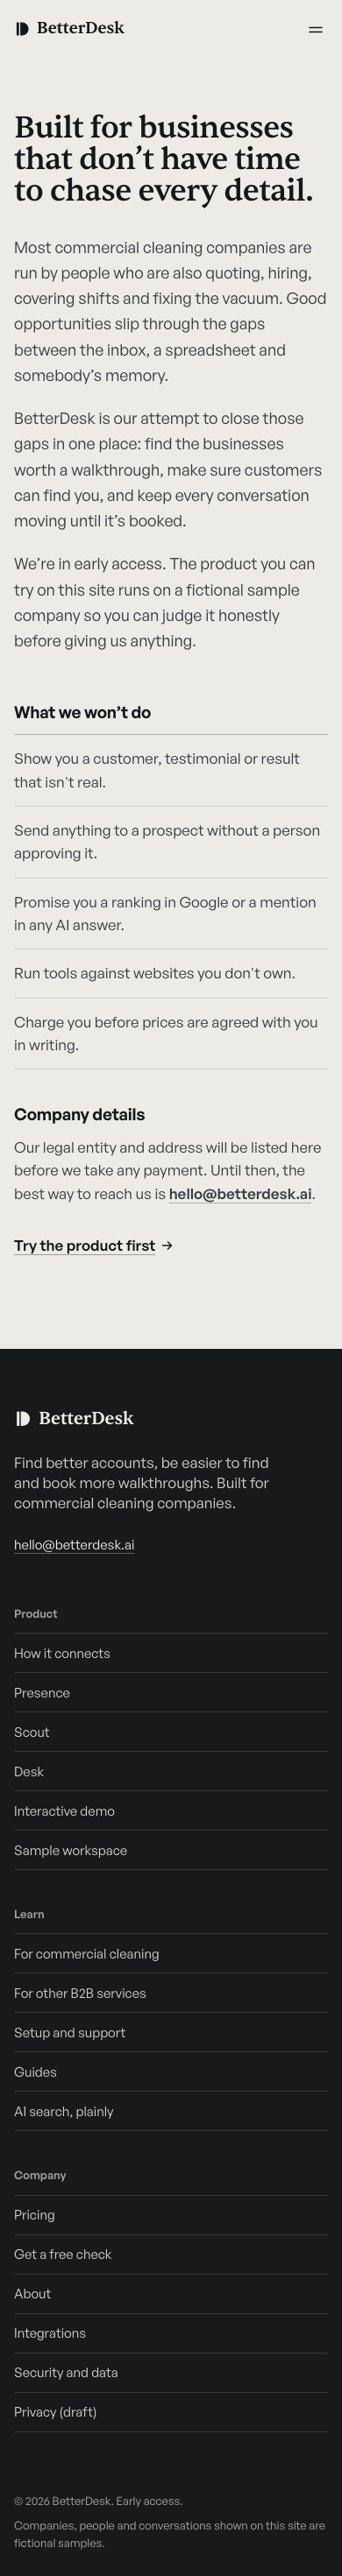 BetterDesk
Built for businesses
that don’t have time
to chase every detail.
Most commercial cleaning companies are
run by people who are also quoting, hiring,
covering shifts and fixing the vacuum. Good
opportunities slip through the gaps
between the inbox, a spreadsheet and
somebody’s memory.
BetterDesk is our attempt to close those
gaps in one place: find the businesses
worth a walkthrough, make sure customers
can find you, and keep every conversation
moving until it’s booked.
We’re in early access. The product you can
try on this site runs on a fictional sample
company so you can judge it honestly
before giving us anything.
What we won’t do
Show you a customer, testimonial or result
that isn't real.
Send anything to a prospect without a person
approving it.
Promise you a ranking in Google or a mention
in any AI answer.
Run tools against websites you don't own.
Charge you before prices are agreed with you
in writing.
Company details
Our legal entity and address will be listed here
before we take any payment. Until then, the
best way to reach us is hello@betterdesk.ai.
Try the product first →
BetterDesk
Find better accounts, be easier to find
and book more walkthroughs. Built for
commercial cleaning companies.
hello@betterdesk.ai
Product
How it connects
Presence
Scout
Desk
Interactive demo
Sample workspace
Learn
For commercial cleaning
For other B2B services
Setup and support
Guides
AI search, plainly
Company
Pricing
Get a free check
About
Integrations
Security and data
Privacy (draft)
© 2026 BetterDesk. Early access.
Companies, people and conversations shown on this site are
fictional samples.